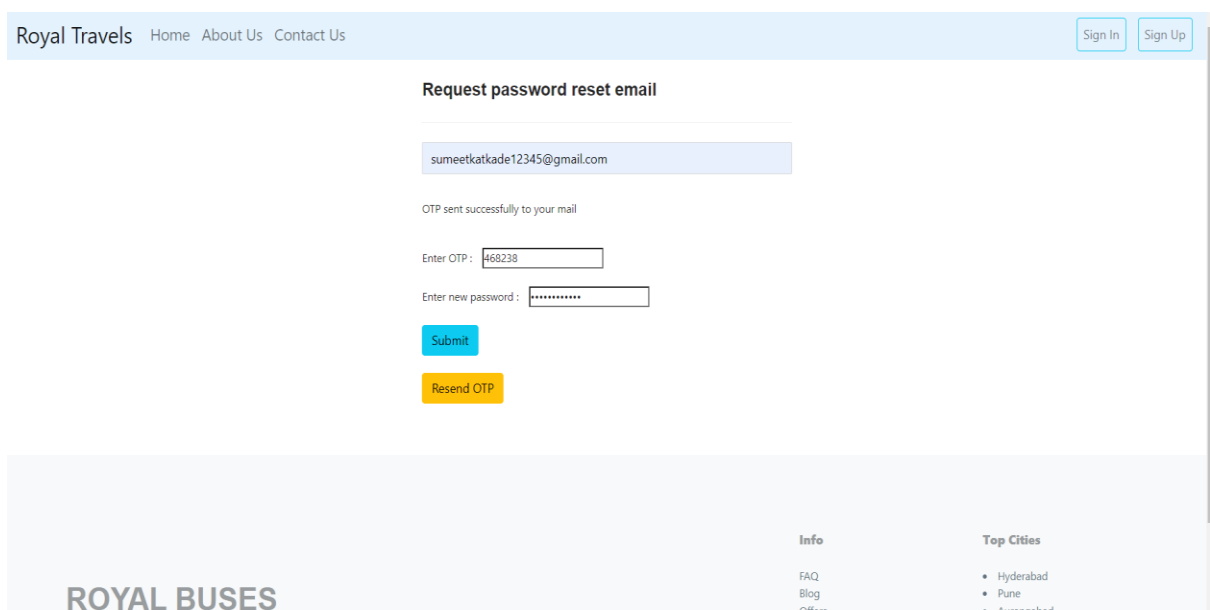 Royal Travels Home About Us Contact Us Sign In Sign Up
Request password reset email
sumeetkatkade12345@gmail.com
OTP sent successfully to your mail
Enter OTP : 468238
Enter new password : ••••••••••••
Submit
Resend OTP
Info Top Cities
FAQ • Hyderabad
ROYAL BUSES
Blog • Pune